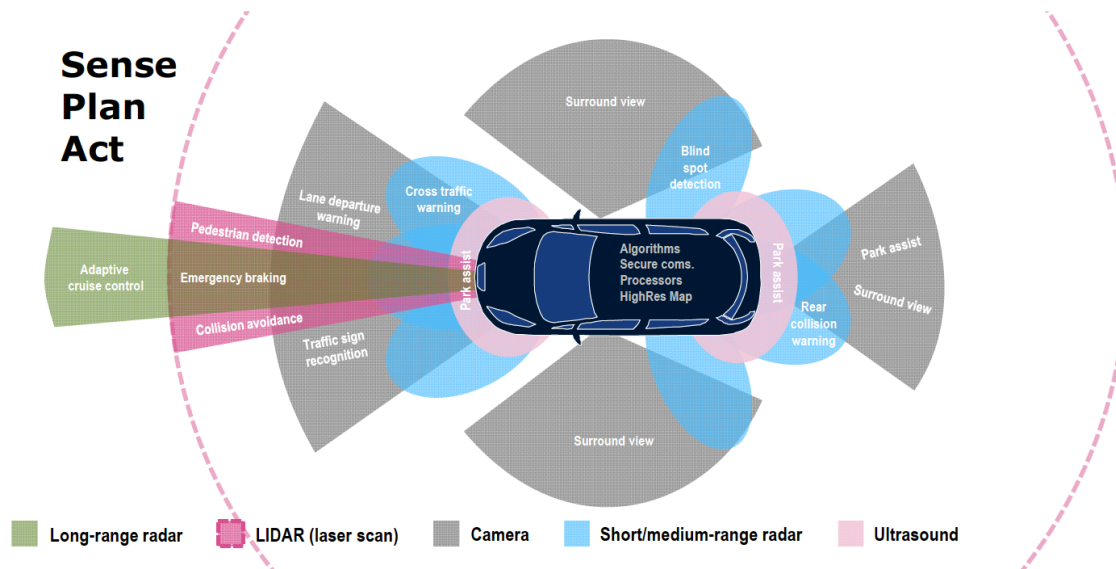 Sense
Plan
Act
Surround view
Blind
spot
detection
Cross traffic
warning
Lane departure
warning
Pedestrian detection
Adaptive
cruise control
Emergency braking
Collision avoidance
Traffic sign
recognition
Park assist
Algorithms
Secure coms.
Processors
HighRes Map
Park assist
Park assist
Surround view
Rear
collision
warning
Surround view
Long-range radar
LIDAR (laser scan)
Camera
Short/medium-range radar
Ultrasound